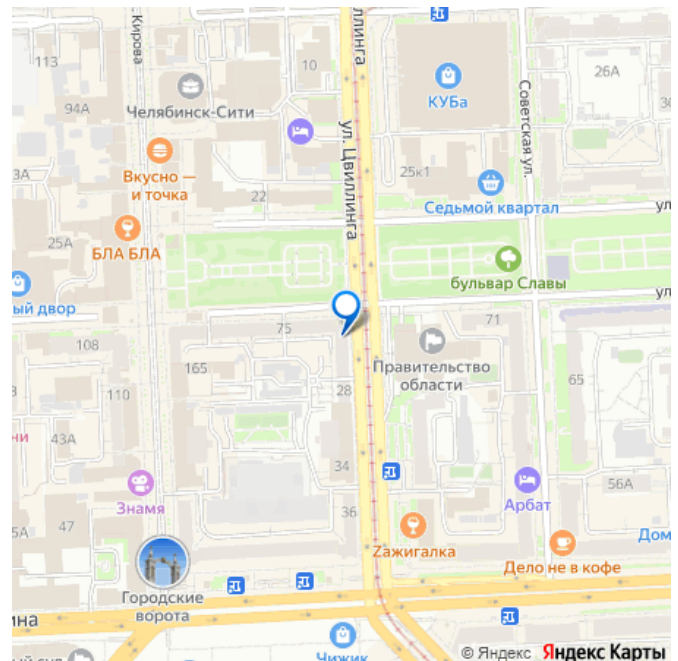 Кирова
ул. Цвиллинга
113
10
26А
КУБа
Советская ул.
94А
Челябинск-Сити
25к1
Вкусно —
и точка
22
Седьмой квартал
ул
БЛА БЛА
25А
бульвар Славы
ый двор
75
71
ул
108
165
Правительство
области
65
110
28
43А
34
56А
Знамя
Арбат
47
36
Zажигалка
Дом
Дело не в кофе
Городские
ворота
ина
Чижик
© Яндекс Яндекс Карты